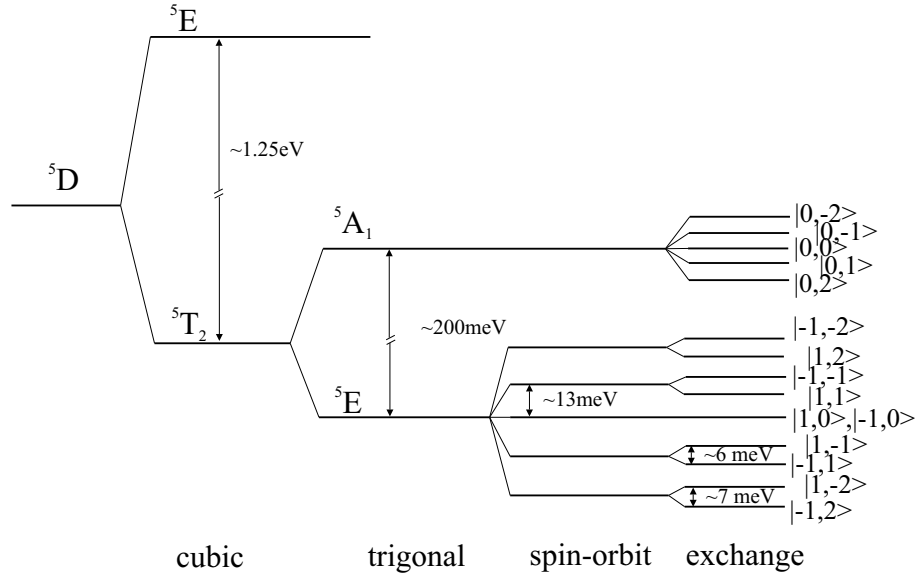 ⁵E
~1.25eV
⁵D
⁵A₁
|0,-2>
|0,-1>
|0,0>
|0,1>
|0,2>
⁵T₂
~200meV
|-1,-2>
|1,2>
|-1,-1>
|1,1>
⁵E
~13meV
|1,0>,|-1,0>
|1,-1>
~6 meV
|-1,1>
|1,-2>
~7 meV
|-1,2>
cubic trigonal spin-orbit exchange